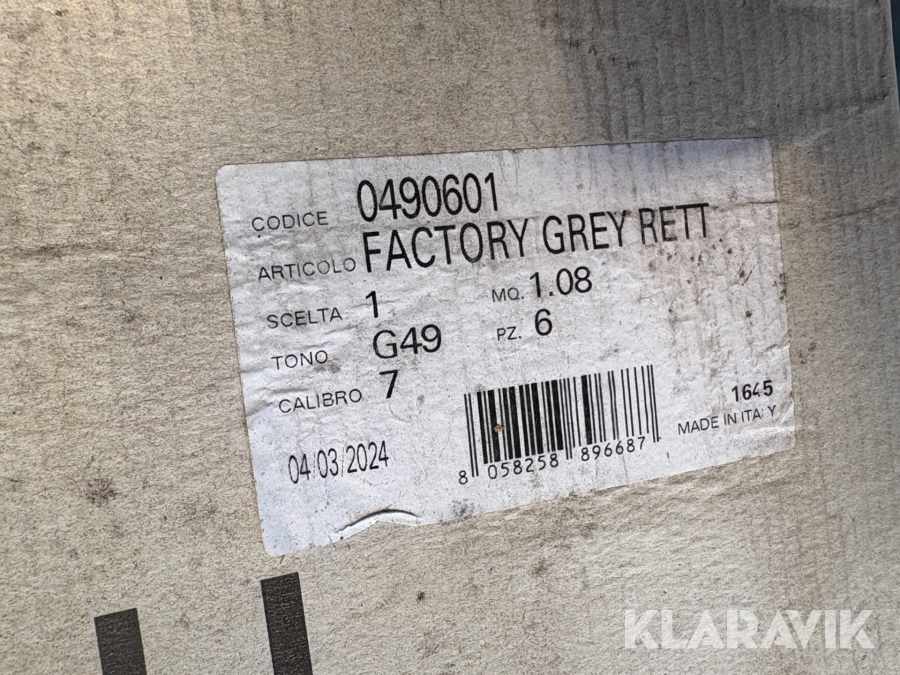 CODICE 0490601
ARTICOLO FACTORY GREY RETT
SCELTA 1 MQ. 1.08
TONO G49 PZ. 6
CALIBRO 7
1645
04/03/2024 8 058258 896687 MADE IN ITALY
KLARAVIK